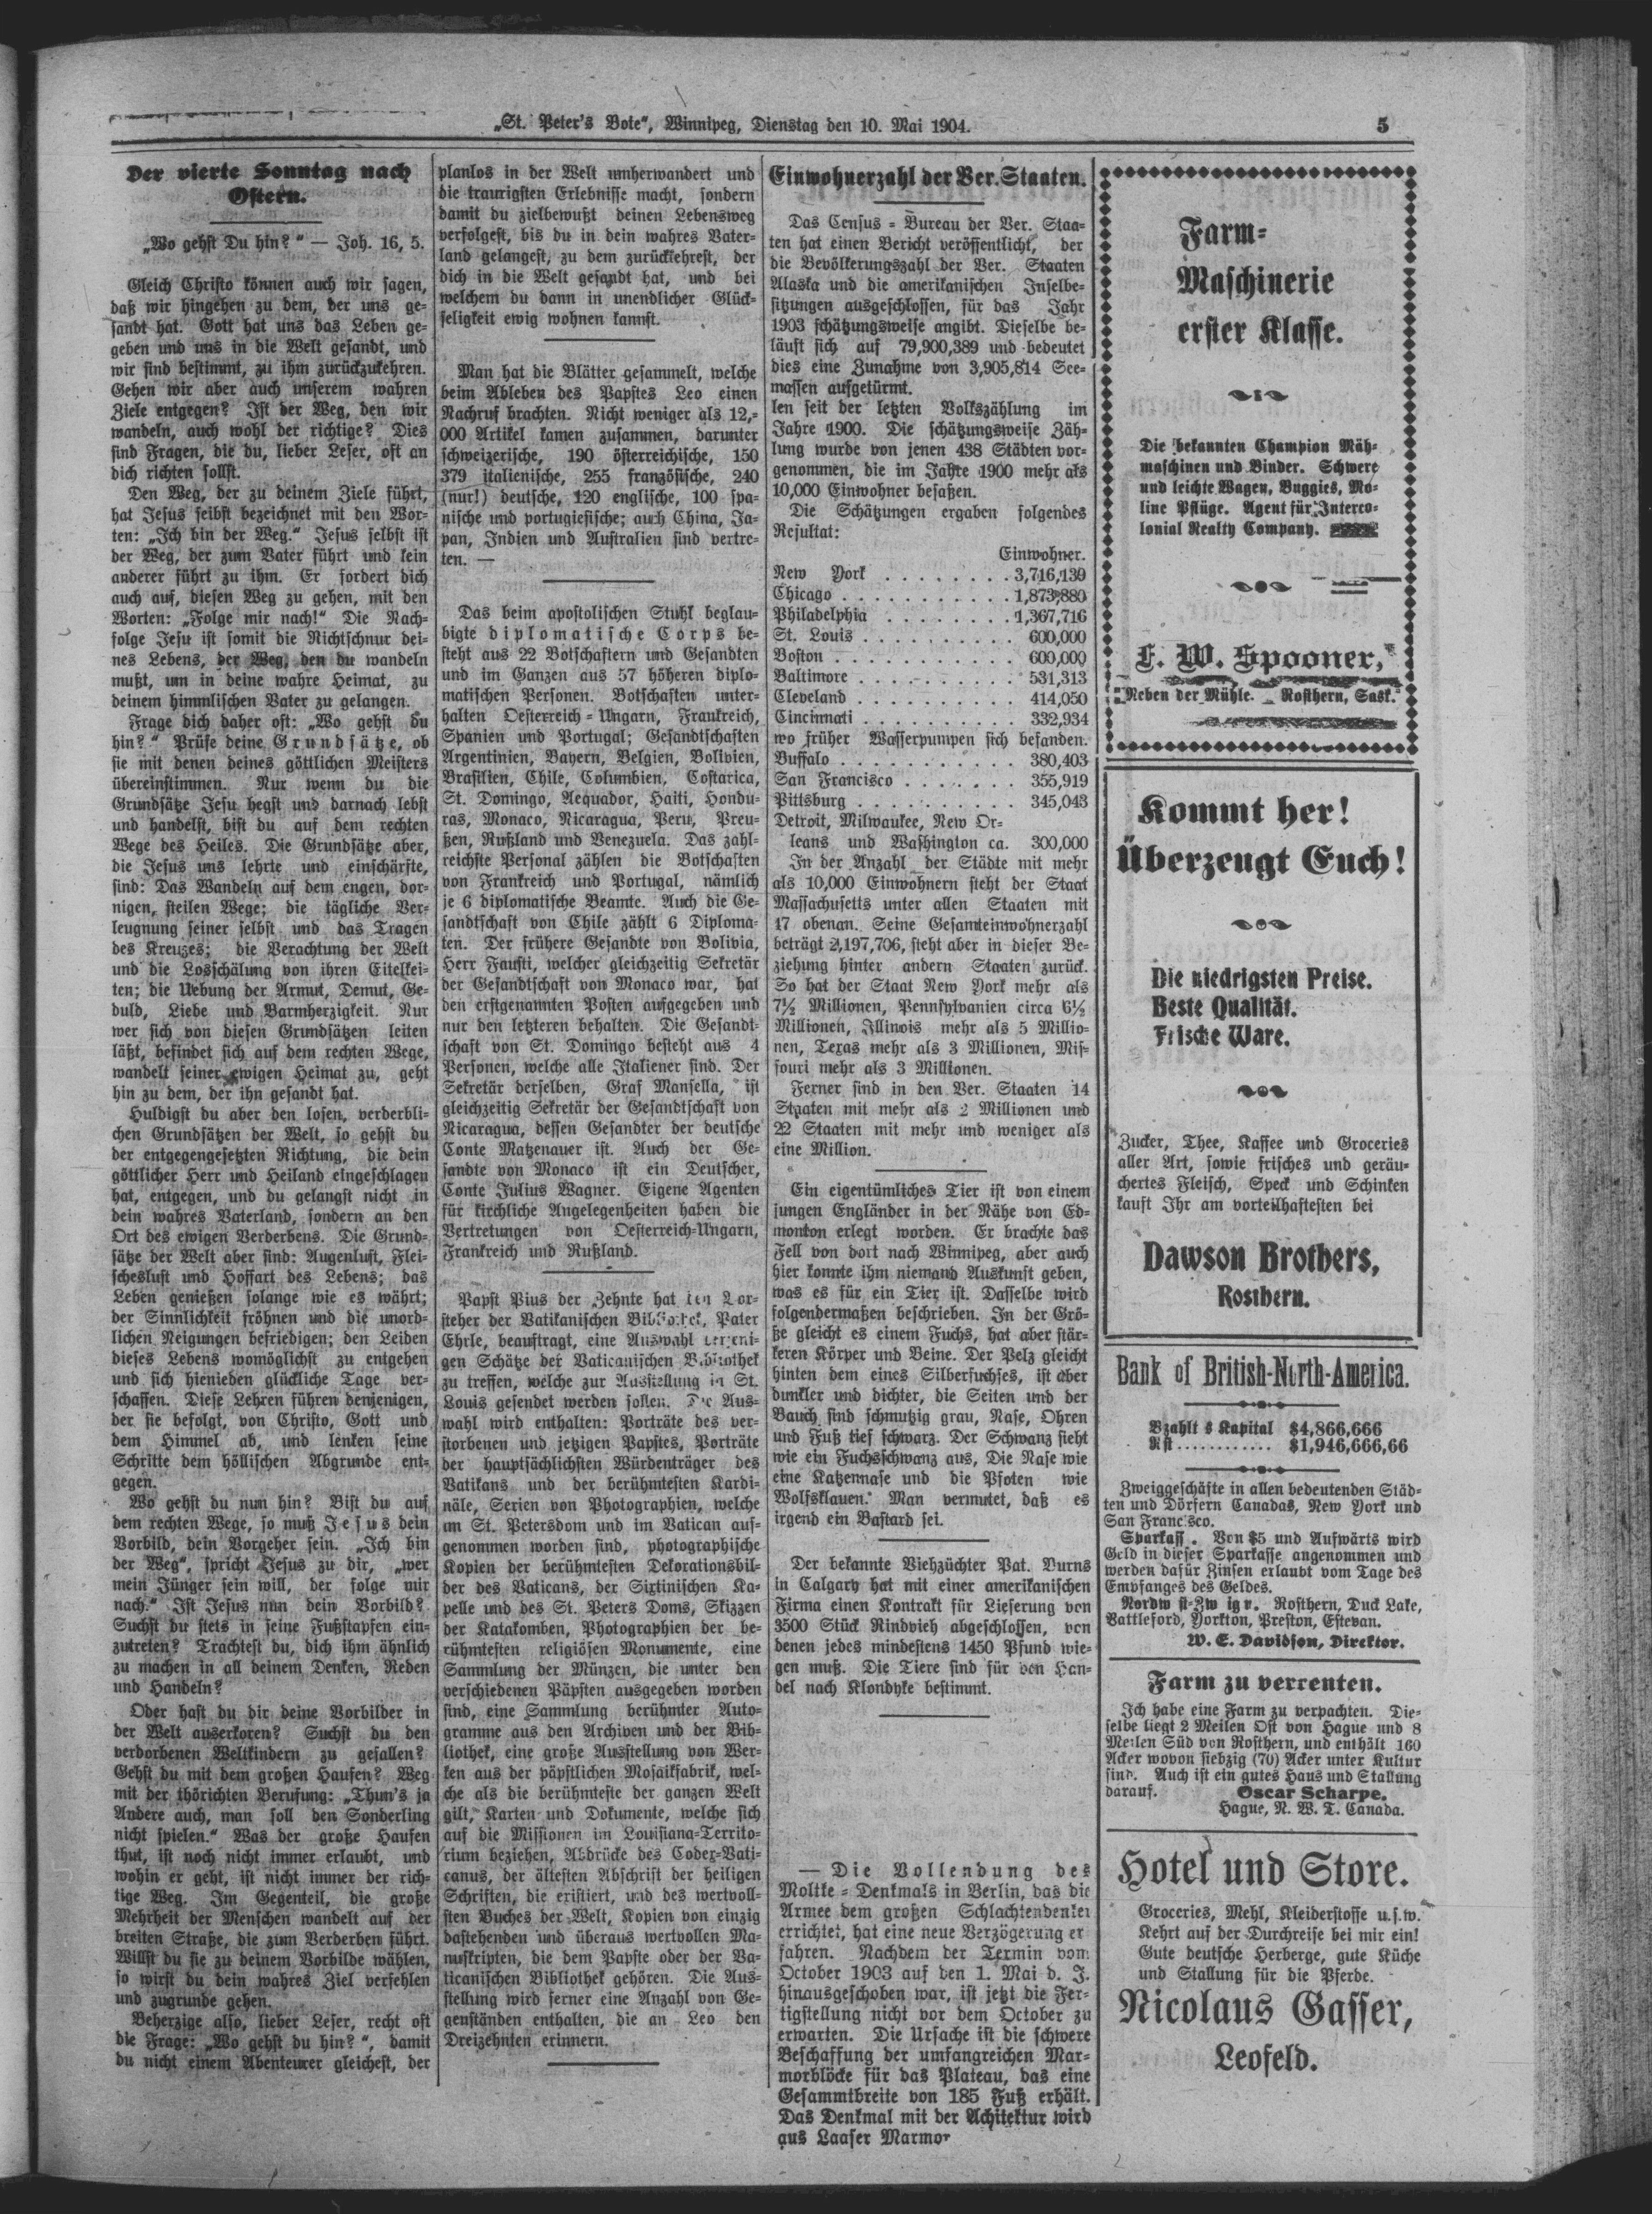 „St. Peter's Bote“, Winnipeg, Dienstag den 10. Mai 1904.
5
Der vierte Sonntag nach
Ostern.
„Wo gehst Du hin?“ — Joh. 16, 5.
Gleich Christo können auch wir sagen,
daß wir hingehen zu dem, der uns ge-
sandt hat. Gott hat uns das Leben ge-
geben und uns in die Welt gesandt, und
wir sind bestimmt, zu ihm zurückzukehren.
Gehen wir aber auch unserem wahren
Ziele entgegen? Ist der Weg, den wir
wandeln, auch wohl der richtige? Dies
sind Fragen, die du, lieber Leser, oft an
dich richten sollst.
Den Weg, der zu deinem Ziele führt,
hat Jesus selbst bezeichnet mit den Wor-
ten: „Ich bin der Weg.“ Jesus selbst ist
der Weg, der zum Vater führt und kein
anderer führt zu ihm. Er fordert dich
auch auf, diesen Weg zu gehen, mit den
Worten: „Folge mir nach!“ Die Nach-
folge Jesu ist somit die Richtschnur dei-
nes Lebens, der Weg, den du wandeln
mußt, um in deine wahre Heimat, zu
deinem himmlischen Vater zu gelangen.
Frage dich daher oft: „Wo gehst du
hin?“ Prüfe deine Grundsätze, ob
sie mit denen deines göttlichen Meisters
übereinstimmen. Nur wenn du die
Grundsätze Jesu hegst und darnach lebst
und handelst, bist du auf dem rechten
Wege des Heiles. Die Grundsätze aber,
die Jesus uns lehrte und einschärfte,
sind: Das Wandeln auf dem engen, dor-
nigen, steilen Wege; die tägliche Ver-
leugnung seiner selbst und das Tragen
des Kreuzes; die Verachtung der Welt
und die Losschälung von ihren Eitelkei-
ten; die Uebung der Armut, Demut, Ge-
duld, Liebe und Barmherzigkeit. Nur
wer sich von diesen Grundsätzen leiten
läßt, befindet sich auf dem rechten Wege,
wandelt seiner ewigen Heimat zu, geht
hin zu dem, der ihn gesandt hat.
Huldigst du aber den losen, verderbli-
chen Grundsätzen der Welt, so gehst du
der entgegengesetzten Richtung, die dein
göttlicher Herr und Heiland eingeschlagen
hat, entgegen, und du gelangst nicht in
dein wahres Vaterland, sondern an den
Ort des ewigen Verderbens. Die Grund-
sätze der Welt aber sind: Augenlust, Flei-
scheslust und Hoffart des Lebens; das
Leben genießen solange wie es währt;
der Sinnlichkeit fröhnen und die unord-
lichen Neigungen befriedigen; den Leiden
dieses Lebens womöglichst zu entgehen
und sich hienieden glückliche Tage ver-
schaffen. Diese Lehren führen denjenigen,
der sie befolgt, von Christo, Gott und
dem Himmel ab, und lenken seine
Schritte dem höllischen Abgrunde ent-
gegen.
Wo gehst du nun hin? Bist du auf
dem rechten Wege, so muß Jesus dein
Vorbild, dein Vorgeher sein. „Ich bin
der Weg“, spricht Jesus zu dir, „wer
mein Jünger sein will, der folge mir
nach.“ Ist Jesus nun dein Vorbild?
Suchst du stets in seine Fußstapfen ein-
zutreten? Trachtest du, dich ihm ähnlich
zu machen in all deinem Denken, Reden
und Handeln?
Oder hast du dir deine Vorbilder in
der Welt auserkoren? Suchst du den
verdorbenen Weltkindern zu gefallen?
Gehst du mit dem großen Haufen? Weg
mit der thörichten Berufung: „Thun's ja
Andere auch, man soll den Sonderling
nicht spielen.“ Was der große Haufen
thut, ist noch nicht immer erlaubt, und
wohin er geht, ist nicht immer der rich-
tige Weg. Im Gegenteil, die große
Mehrheit der Menschen wandelt auf der
breiten Straße, die zum Verderben führt.
Willst du sie zu deinem Vorbilde wählen,
so wirst du dein wahres Ziel verfehlen
und zugrunde gehen.
Beherzige also, lieber Leser, recht oft
die Frage: „Wo gehst du hin?“, damit
du nicht einem Abenteurer gleichest, der
planlos in der Welt umherwandert und
die traurigsten Erlebnisse macht, sondern
damit du zielbewußt deinen Lebensweg
verfolgest, bis du in dein wahres Vater-
land gelangest, zu dem zurückkehrest, der
dich in die Welt gesandt hat, und bei
welchem du dann in unendlicher Glück-
seligkeit ewig wohnen kannst.
Man hat die Blätter gesammelt, welche
beim Ableben des Papstes Leo einen
Nachruf brachten. Nicht weniger als 12,-
000 Artikel kamen zusammen, darunter
schweizerische, 190 österreichische, 150
379 italienische, 255 französische, 240
(nur!) deutsche, 120 englische, 100 spa-
nische und portugiesische; auch China, Ja-
pan, Indien und Australien sind vertre-
ten. —
Das beim apostolischen Stuhl beglau-
bigte diplomatische Corps be-
steht aus 22 Botschaftern und Gesandten
und im Ganzen aus 57 höheren diplo-
matischen Personen. Botschaften unter-
halten Oesterreich-Ungarn, Frankreich,
Spanien und Portugal; Gesandtschaften
Argentinien, Bayern, Belgien, Bolivien,
Brasilien, Chile, Columbien, Costarica,
St. Domingo, Aequador, Haiti, Hondu-
ras, Monaco, Nicaragua, Peru, Preu-
ßen, Rußland und Venezuela. Das zahl-
reichste Personal zählen die Botschaften
von Frankreich und Portugal, nämlich
je 6 diplomatische Beamte. Auch die Ge-
sandtschaft von Chile zählt 6 Diploma-
ten. Der frühere Gesandte von Bolivia,
Herr Fausti, welcher gleichzeitig Sekretär
der Gesandtschaft von Monaco war, hat
den erstgenannten Posten aufgegeben und
nur den letzteren behalten. Die Gesandt-
schaft von St. Domingo besteht aus 4
Personen, welche alle Italiener sind. Der
Sekretär derselben, Graf Mansella, ist
gleichzeitig Sekretär der Gesandtschaft von
Nicaragua, dessen Gesandter der deutsche
Conte Matzenauer ist. Auch der Ge-
sandte von Monaco ist ein Deutscher,
Conte Julius Wagner. Eigene Agenten
für kirchliche Angelegenheiten haben die
Vertretungen von Oesterreich-Ungarn,
Frankreich und Rußland.
Papst Pius der Zehnte hat den Vor-
steher der Vatikanischen Bibliothek, Pater
Ehrle, beauftragt, eine Auswahl derjeni-
gen Schätze der Vaticanischen Bibliothek
zu treffen, welche zur Ausstellung in St.
Louis gesendet werden sollen. Die Aus-
wahl wird enthalten: Porträte des ver-
storbenen und jetzigen Papstes, Porträte
der hauptsächlichsten Würdenträger des
Vatikans und der berühmtesten Kardi-
näle, Serien von Photographien, welche
im St. Petersdom und im Vatican auf-
genommen worden sind, photographische
Kopien der berühmtesten Dekorationsbil-
der des Vaticans, der Sixtinischen Ka-
pelle und des St. Peters Doms, Skizzen
der Katakomben, Photographien der be-
rühmtesten religiösen Monumente, eine
Sammlung der Münzen, die unter den
verschiedenen Päpsten ausgegeben worden
sind, eine Sammlung berühmter Auto-
gramme aus den Archiven und der Bib-
liothek, eine große Ausstellung von Wer-
ken aus der päpstlichen Mosaikfabrik, wel-
che als die berühmteste der ganzen Welt
gilt, Karten und Dokumente, welche sich
auf die Missionen im Louisiana-Territo-
rium beziehen, Abdrücke des Codex-Vati-
canus, der ältesten Abschrift der heiligen
Schriften, die existiert, und des wertvoll-
sten Buches der Welt, Kopien von einzig
dastehenden und überaus wertvollen Ma-
nuskripten, die dem Papste oder der Va-
ticanischen Bibliothek gehören. Die Aus-
stellung wird ferner eine Anzahl von Ge-
genständen enthalten, die an Leo den
Dreizehnten erinnern.
Einwohnerzahl der Ver. Staaten.
Das Census-Bureau der Ver. Staa-
ten hat einen Bericht veröffentlicht, der
die Bevölkerungszahl der Ver. Staaten
Alaska und die amerikanischen Inselbe-
sitzungen ausgeschlossen, für das Jahr
1903 schätzungsweise angibt. Dieselbe be-
läuft sich auf 79,900,389 und bedeutet
dies eine Zunahme von 3,905,814 See-
massen aufgetürmt.
len seit der letzten Volkszählung im
Jahre 1900. Die schätzungsweise Zäh-
lung wurde von jenen 438 Städten vor-
genommen, die im Jahre 1900 mehr als
10,000 Einwohner besaßen.
Die Schätzungen ergaben folgendes
Resultat:
Einwohner.
New York . . . . . . . . 3,716,139
Chicago . . . . . . . . . . . 1,873,880
Philadelphia . . . . . . . . 1,367,716
St. Louis . . . . . . . . . . 600,000
Boston . . . . . . . . . . . 600,000
Baltimore . . . . . . . . . . 531,313
Cleveland . . . . . . . . . . 414,050
Cincinnati . . . . . . . . . . 332,934
wo früher Wasserpumpen sich befanden.
Buffalo . . . . . . . . . . . 380,403
San Francisco . . . . . . . 355,919
Pittsburg . . . . . . . . . . 345,043
Detroit, Milwaukee, New Or-
leans und Washington ca. 300,000
In der Anzahl der Städte mit mehr
als 10,000 Einwohnern steht der Staat
Massachusetts unter allen Staaten mit
47 obenan. Seine Gesamteinwohnerzahl
beträgt 2,197,706, steht aber in dieser Be-
ziehung hinter andern Staaten zurück.
So hat der Staat New York mehr als
7½ Millionen, Pennsylvanien circa 6½
Millionen, Illinois mehr als 5 Millio-
nen, Texas mehr als 3 Millionen, Mis-
souri mehr als 3 Millionen.
Ferner sind in den Ver. Staaten 14
Staaten mit mehr als 2 Millionen und
22 Staaten mit mehr und weniger als
eine Million.
Ein eigentümliches Tier ist von einem
jungen Engländer in der Nähe von Ed-
monton erlegt worden. Er brachte das
Fell von dort nach Winnipeg, aber auch
hier konnte ihm niemand Auskunft geben,
was es für ein Tier ist. Dasselbe wird
folgendermaßen beschrieben. In der Grö-
ße gleicht es einem Fuchs, hat aber stär-
keren Körper und Beine. Der Pelz gleicht
hinten dem eines Silberfuchses, ist aber
dunkler und dichter, die Seiten und der
Bauch sind schmutzig grau, Nase, Ohren
und Fuß tief schwarz. Der Schwanz sieht
wie ein Fuchsschwanz aus, Die Nase wie
eine Katzennase und die Pfoten wie
Wolfsklauen. Man vermutet, daß es
irgend ein Bastard sei.
Der bekannte Viehzüchter Pat. Burns
in Calgary hat mit einer amerikanischen
Firma einen Kontrakt für Lieferung von
3500 Stück Rindvieh abgeschlossen, von
denen jedes mindestens 1450 Pfund wie-
gen muß. Die Tiere sind für den Han-
del nach Klondyke bestimmt.
— Die Vollendung des
Moltke-Denkmals in Berlin, das die
Armee dem großen Schlachtendenker
errichtet, hat eine neue Verzögerung er
fahren. Nachdem der Termin vom
October 1903 auf den 1. Mai d. J.
hinausgeschoben war, ist jetzt die Fer-
tigstellung nicht vor dem October zu
erwarten. Die Ursache ist die schwere
Beschaffung der umfangreichen Mar-
morblöcke für das Plateau, das eine
Gesammtbreite von 185 Fuß erhält.
Das Denkmal mit der Achitektur wird
aus Laaser Marmor
Farm-
Maschinerie
erster Klasse.
Die bekannten Champion Mäh-
maschinen und Binder. Schwere
und leichte Wagen, Buggies, Mo-
line Pflüge. Agent für Interco-
lonial Realty Company.
F. W. Spooner,
Neben der Mühle. Rosthern, Sask.
Kommt her!
Überzeugt Euch!
Die niedrigsten Preise.
Beste Qualität.
Frische Ware.
Zucker, Thee, Kaffee und Groceries
aller Art, sowie frisches und geräu-
chertes Fleisch, Speck und Schinken
kauft Ihr am vorteilhaftesten bei
Dawson Brothers,
Rosthern.
Bank of British-North-America.
Bzahlt s Kapital $4,866,666
R st . . . . . . . . . . . . $1,946,666,66
Zweiggeschäfte in allen bedeutenden Städ-
ten und Dörfern Canadas, New York und
San Francisco.
Sparkass . Von $5 und Aufwärts wird
Geld in dieser Sparkasse angenommen und
werden dafür Zinsen erlaubt vom Tage des
Empfanges des Geldes.
Nordw st-Zw ig r. Rosthern, Duck Lake,
Battleford, Yorkton, Preston, Estevan.
W. E. Davidson, Direktor.
Farm zu verrenten.
Ich habe eine Farm zu verpachten. Die-
selbe liegt 2 Meilen Ost von Hague und 8
Meilen Süd von Rosthern, und enthält 160
Acker wovon siebzig (70) Acker unter Kultur
sind. Auch ist ein gutes Haus und Stallung
darauf. Oscar Scharpe.
Hague, N. W. T. Canada.
Hotel und Store.
Groceries, Mehl, Kleiderstoffe u.s.w.
Kehrt auf der Durchreise bei mir ein!
Gute deutsche Herberge, gute Küche
und Stallung für die Pferde.
Nicolaus Gasser,
Leofeld.